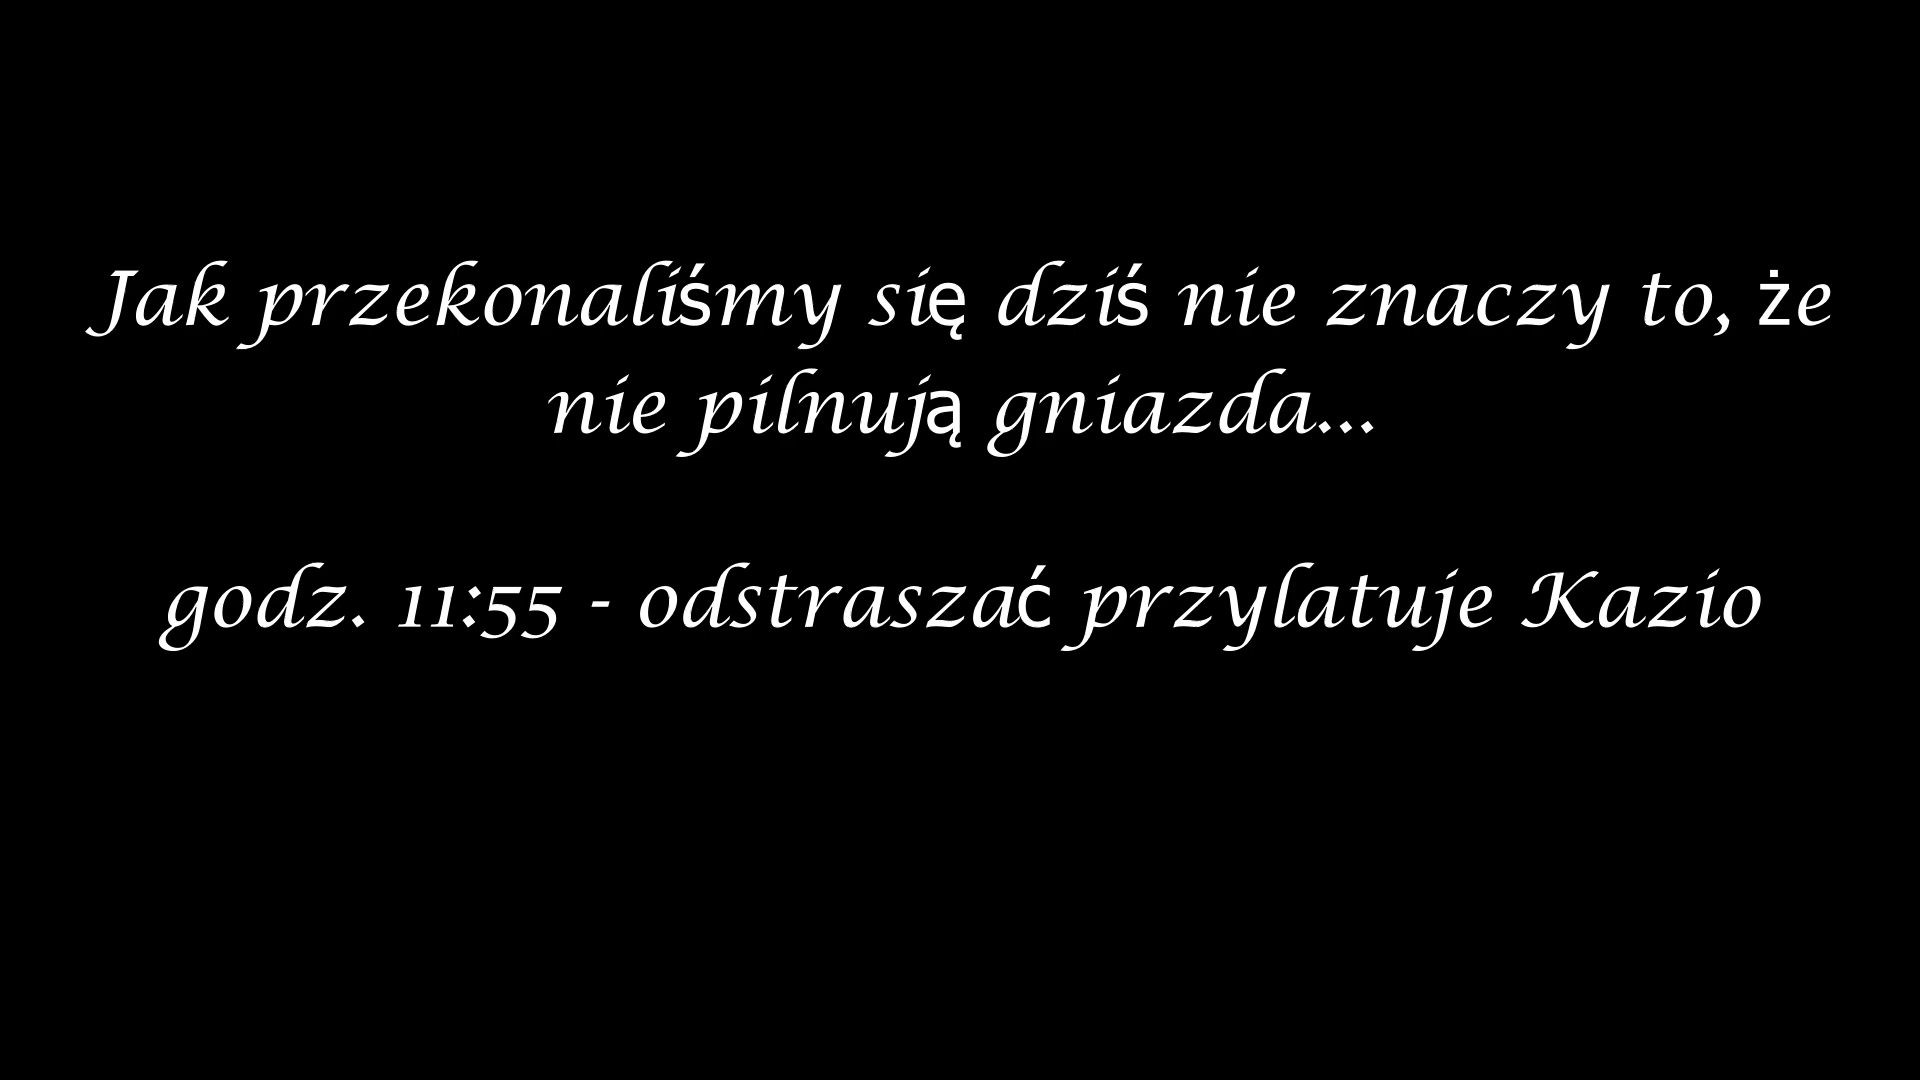 Jak przekonaliśmy się dziś nie znaczy to, że
nie pilnują gniazda...
godz. 11:55 - odstraszać przylatuje Kazio